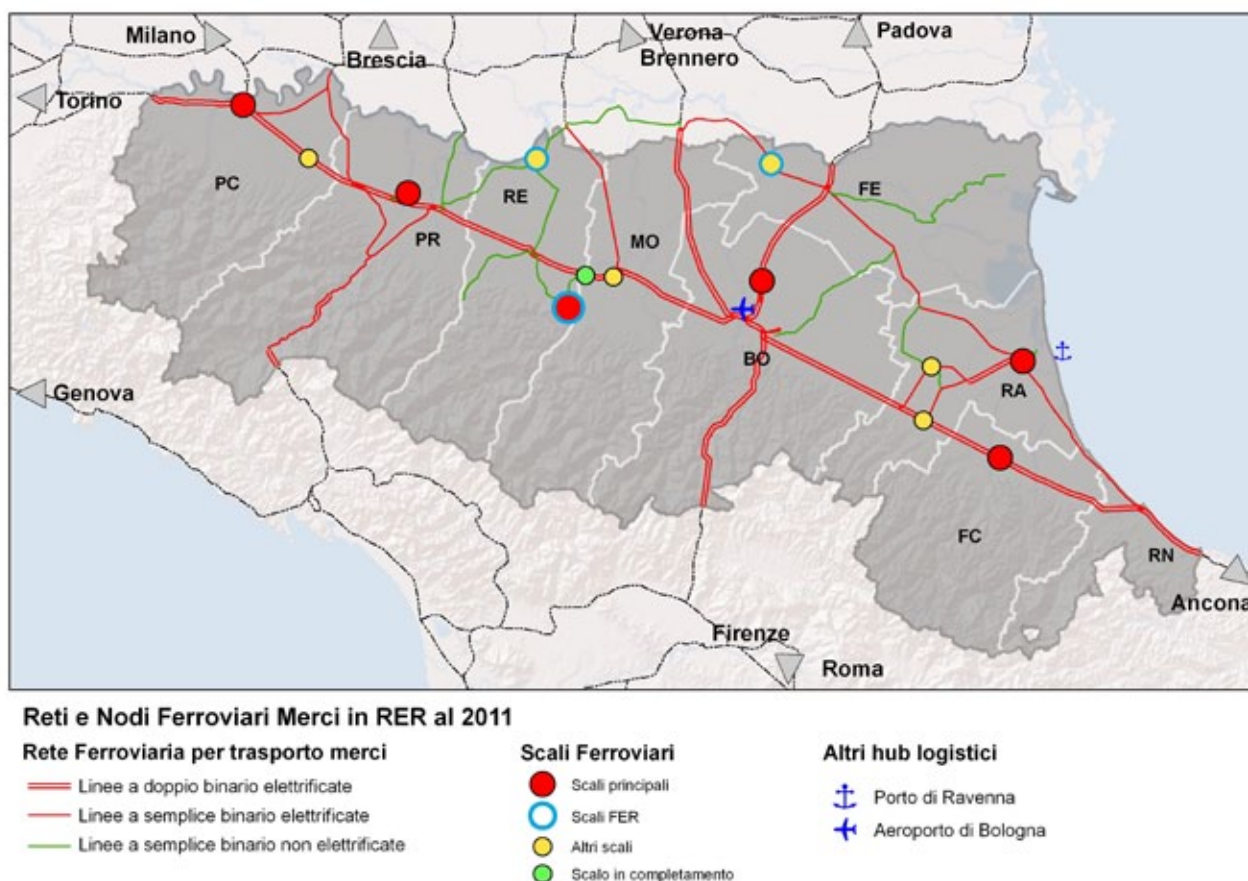 Milano
Brescia
Verona
Brennero
Padova
Torino
PC
RE
FE
PR
MO
Genova
BO
RA
FC
RN
Ancona
Firenze
Roma
Reti e Nodi Ferroviari Merci in RER al 2011
Rete Ferroviaria per trasporto merci
Linee a doppio binario elettrificate
Linee a semplice binario elettrificate
Linee a semplice binario non elettrificate
Scali Ferroviari
Scali principali
Scali FER
Altri scali
Scalo in completamento
Altri hub logistici
Porto di Ravenna
Aeroporto di Bologna